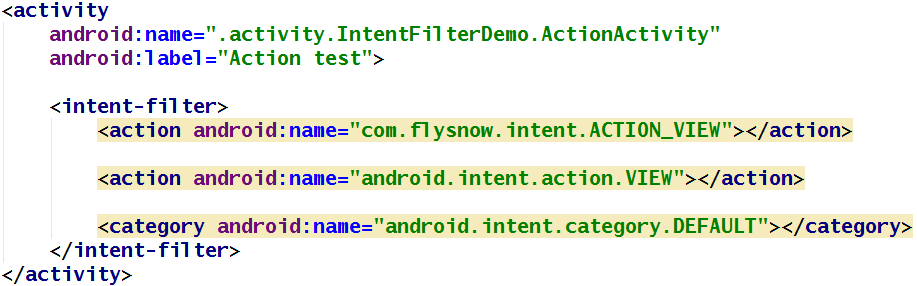 <activity
android:name=".activity.IntentFilterDemo.ActionActivity"
android:label="Action test">
<intent-filter>
<action android:name="com.flysnow.intent.ACTION_VIEW"></action>
<action android:name="android.intent.action.VIEW"></action>
<category android:name="android.intent.category.DEFAULT"></category>
</intent-filter>
</activity>